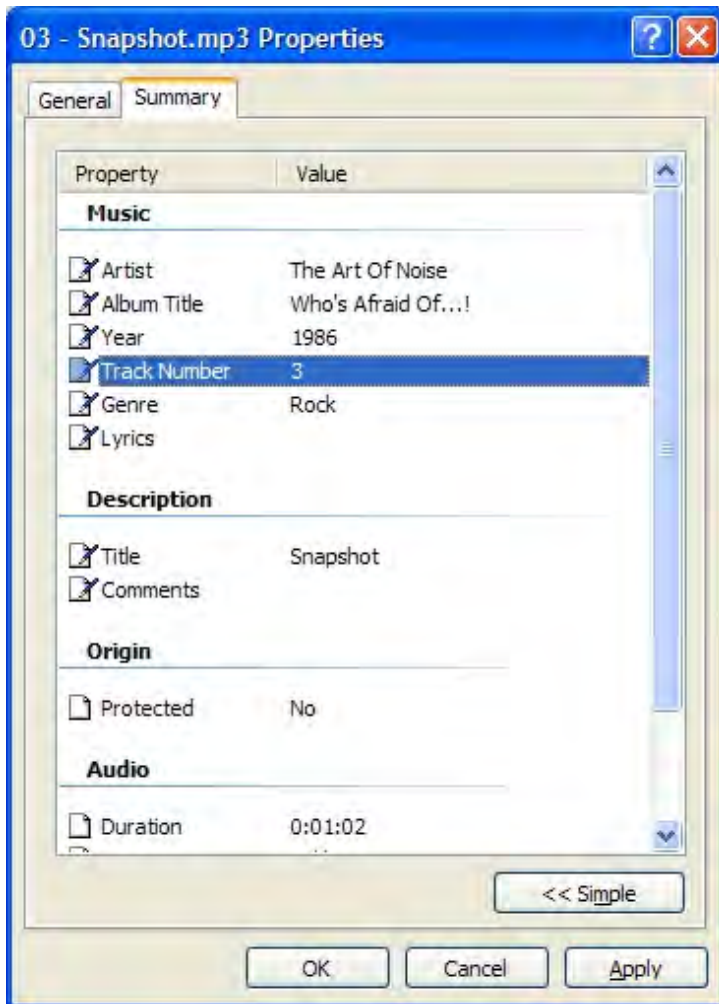 03 - Snapshot.mp3 Properties
General Summary
Property Value
Music
Artist The Art Of Noise
Album Title Who's Afraid Of...!
Year 1986
Track Number 3
Genre Rock
Lyrics
Description
Title Snapshot
Comments
Origin
Protected No
Audio
Duration 0:01:02
<< Simple
OK Cancel Apply